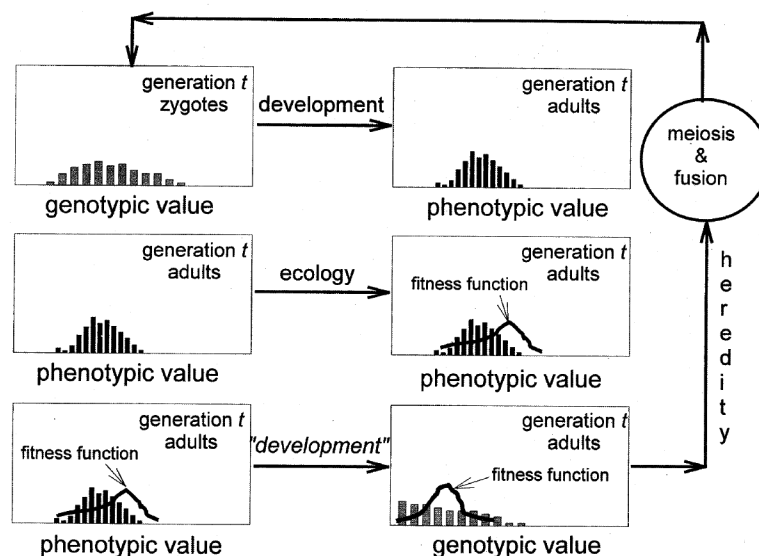 generation t
zygotes
genotypic value
development
generation t
adults
phenotypic value
meiosis
&
fusion
heredity
generation t
adults
phenotypic value
ecology
generation t
adults
fitness function
phenotypic value
generation t
adults
fitness function
phenotypic value
"development"
generation t
adults
fitness function
genotypic value